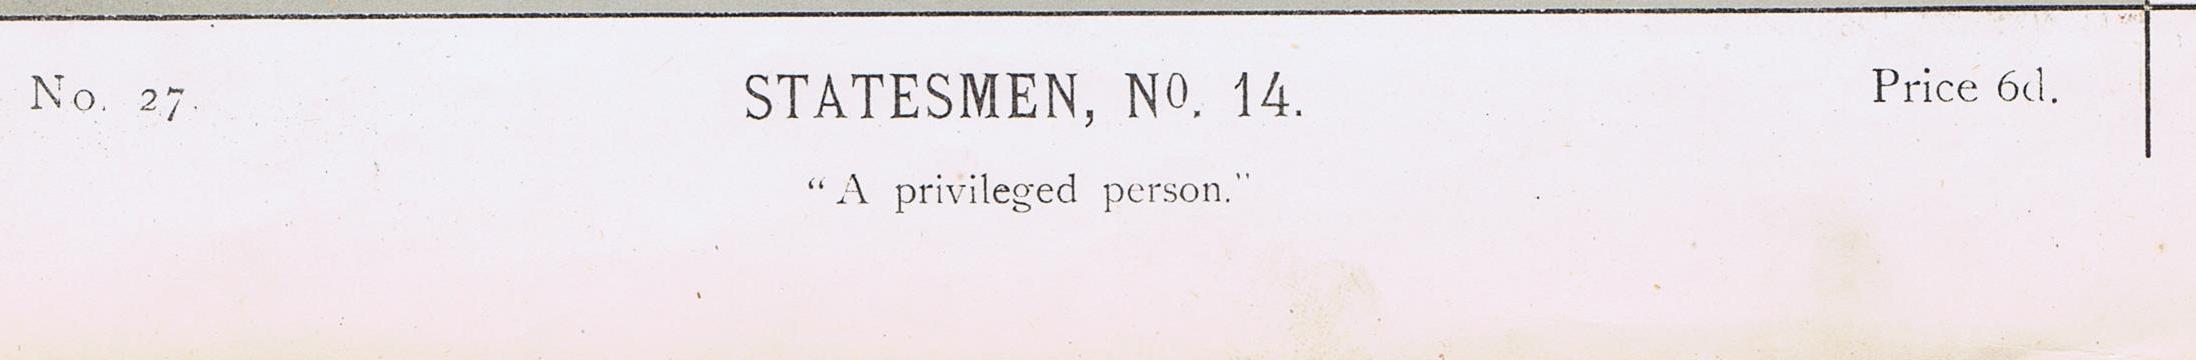 No. 27. STATESMEN, No. 14. Price 6d.
“A privileged person.”